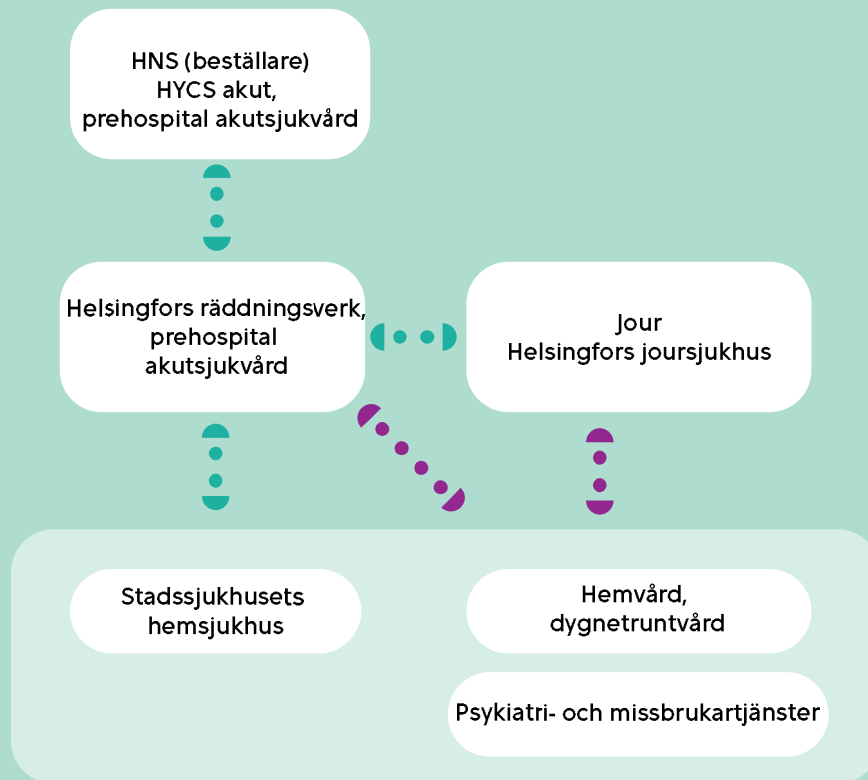 HNS (beställare)
HYCS akut,
prehospital akutsjukvård
Helsingfors räddningsverk,
prehospital
akutsjukvård
Jour
Helsingfors joursjukhus
Stadssjukhusets
hemsjukhus
Hemvård,
dygnetruntvård
Psykiatri- och missbrukartjänster